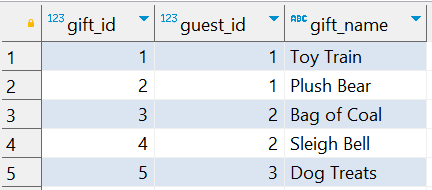 123 gift_id 123 guest_id ABC gift_name
1 1 1 Toy Train
2 2 1 Plush Bear
3 3 2 Bag of Coal
4 4 2 Sleigh Bell
5 5 3 Dog Treats